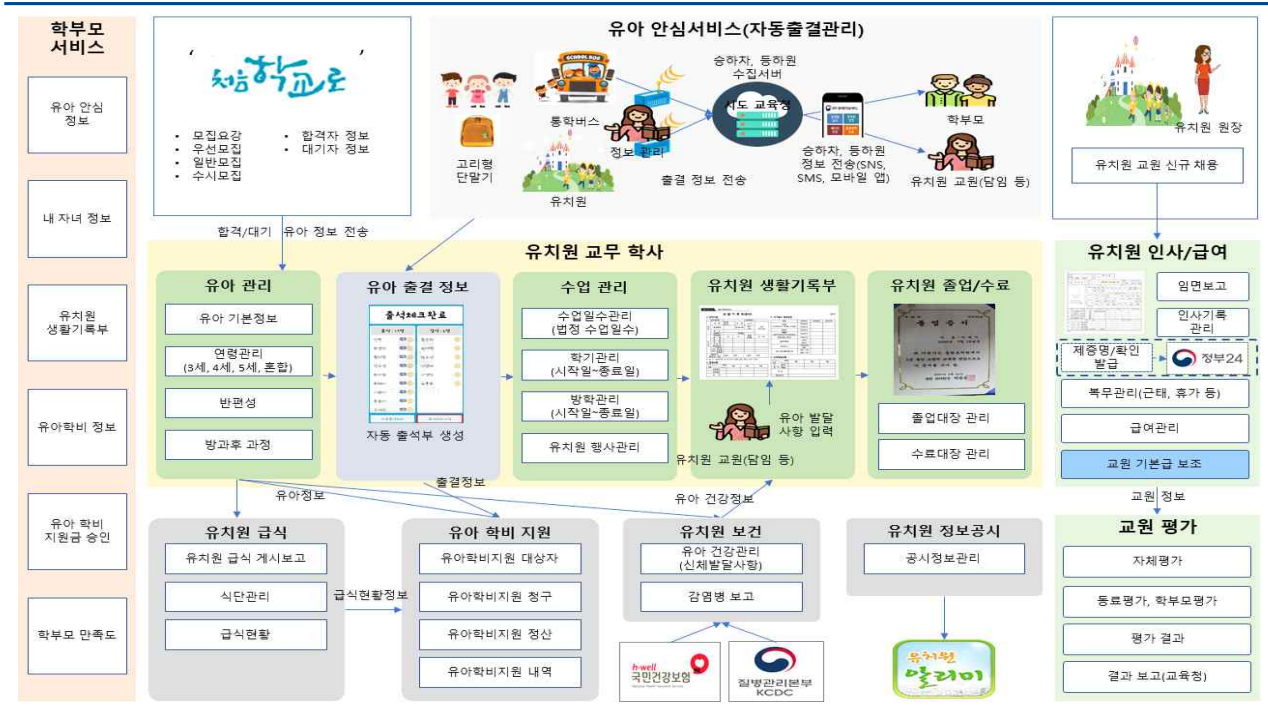 학부모
서비스
유아 안심
정보
내 자녀 정보
유치원
생활기록부
유아학비 정보
유아 학비
지원금 승인
학부모 만족도
‘처음학교로’
• 모집요강
• 우선모집
• 일반모집
• 수시모집
• 합격자 정보
• 대기자 정보
합격/대기
유아 정보 전송
유아 안심서비스(자동출결관리)
SCHOOL BUS
통학버스
고리형
단말기
유치원
정보 관리
출결 정보 전송
승하차, 등하원
수집서버
시도 교육청
승하차, 등하원
정보 전송(SNS,
SMS, 모바일 앱)
학부모
유치원 교원(담임 등)
유치원 원장
유치원 교원 신규 채용
유치원 교무 학사
유아 관리
유아 기본정보
연령관리
(3세, 4세, 5세, 혼합)
반편성
방과후 과정
유아 출결 정보
출석체크완료
자동 출석부 생성
수업 관리
수업일수관리
(법정 수업일수)
학기관리
(시작일~종료일)
방학관리
(시작일~종료일)
유치원 행사관리
유치원 생활기록부
유아 발달
사항 입력
유치원 교원(담임 등)
유치원 졸업/수료
졸업대장 관리
수료대장 관리
유치원 인사/급여
임면보고
인사기록
관리
제증명/확인
발급
정부24
복무관리(근태, 휴가 등)
급여관리
교원 기본급 보조
교원 정보
유아정보
출결정보
유아 건강정보
유치원 급식
유치원 급식 게시보고
식단관리
급식현황
급식현황정보
유아 학비 지원
유아학비지원 대상자
유아학비지원 청구
유아학비지원 정산
유아학비지원 내역
유치원 보건
유아 건강관리
(신체발달사항)
감염병 보고
h-well
국민건강보험
질병관리본부
KCDC
유치원 정보공시
공시정보관리
유치원
알리미
교원 평가
자체평가
동료평가, 학부모평가
평가 결과
결과 보고(교육청)